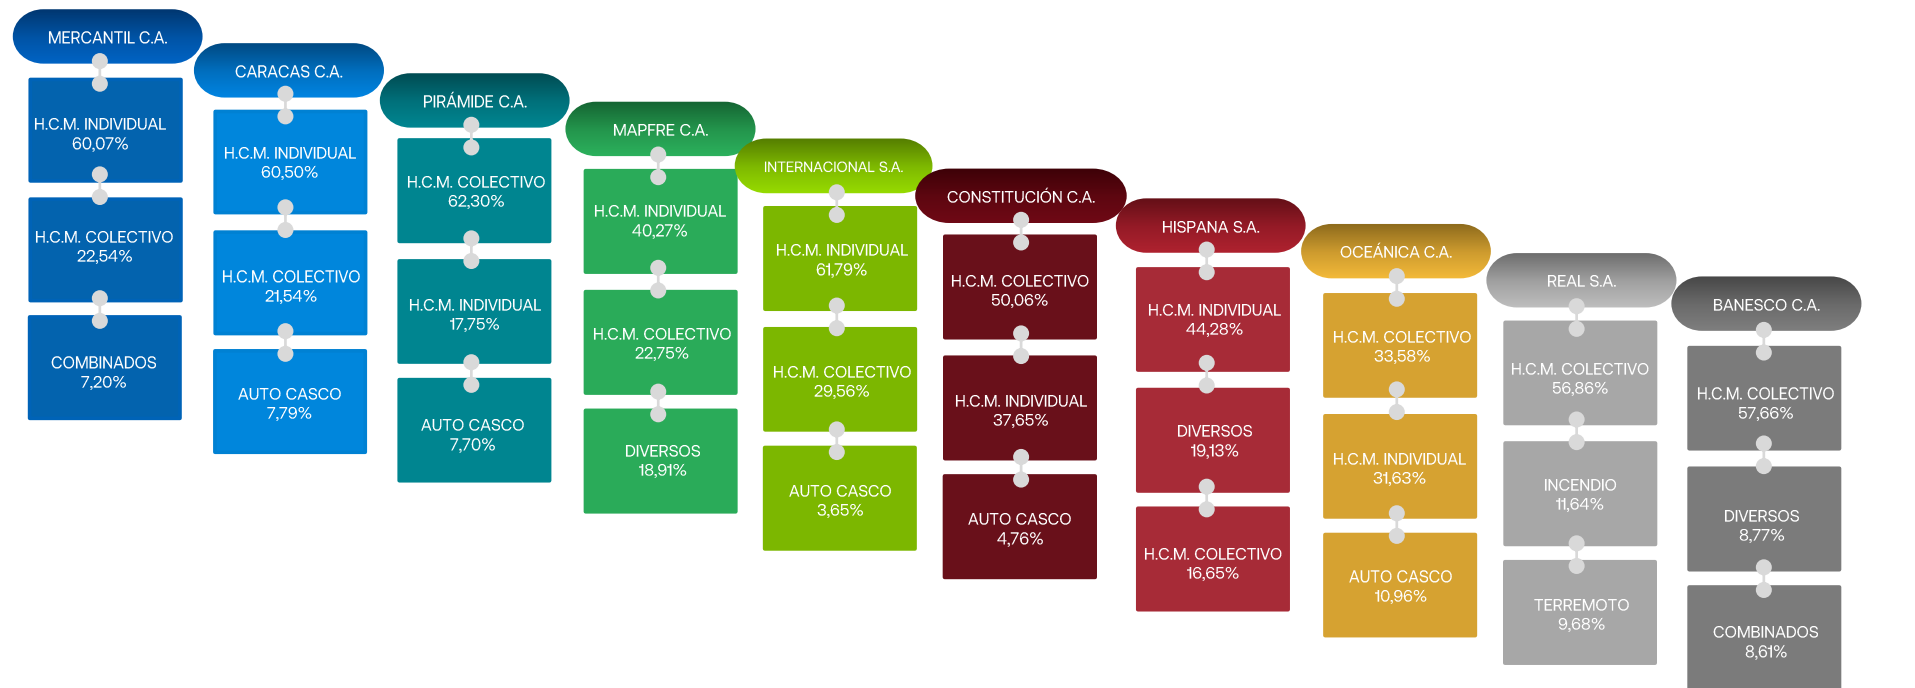 MERCANTIL C.A.
H.C.M. INDIVIDUAL
60,07%
H.C.M. COLECTIVO
22,54%
COMBINADOS
7,20%
CARACAS C.A.
H.C.M. INDIVIDUAL
60,50%
H.C.M. COLECTIVO
21,54%
AUTO CASCO
7,79%
PIRÁMIDE C.A.
H.C.M. COLECTIVO
62,30%
H.C.M. INDIVIDUAL
17,75%
AUTO CASCO
7,70%
MAPFRE C.A.
H.C.M. INDIVIDUAL
40,27%
H.C.M. COLECTIVO
22,75%
DIVERSOS
18,91%
INTERNACIONAL S.A.
H.C.M. INDIVIDUAL
61,79%
H.C.M. COLECTIVO
29,56%
AUTO CASCO
3,65%
CONSTITUCIÓN C.A.
H.C.M. COLECTIVO
50,06%
H.C.M. INDIVIDUAL
37,65%
AUTO CASCO
4,76%
HISPANA S.A.
H.C.M. INDIVIDUAL
44,28%
DIVERSOS
19,13%
H.C.M. COLECTIVO
16,65%
OCEÁNICA C.A.
H.C.M. COLECTIVO
33,58%
H.C.M. INDIVIDUAL
31,63%
AUTO CASCO
10,96%
REAL S.A.
H.C.M. COLECTIVO
56,86%
INCENDIO
11,64%
TERREMOTO
9,68%
BANESCO C.A.
H.C.M. COLECTIVO
57,66%
DIVERSOS
8,77%
COMBINADOS
8,61%